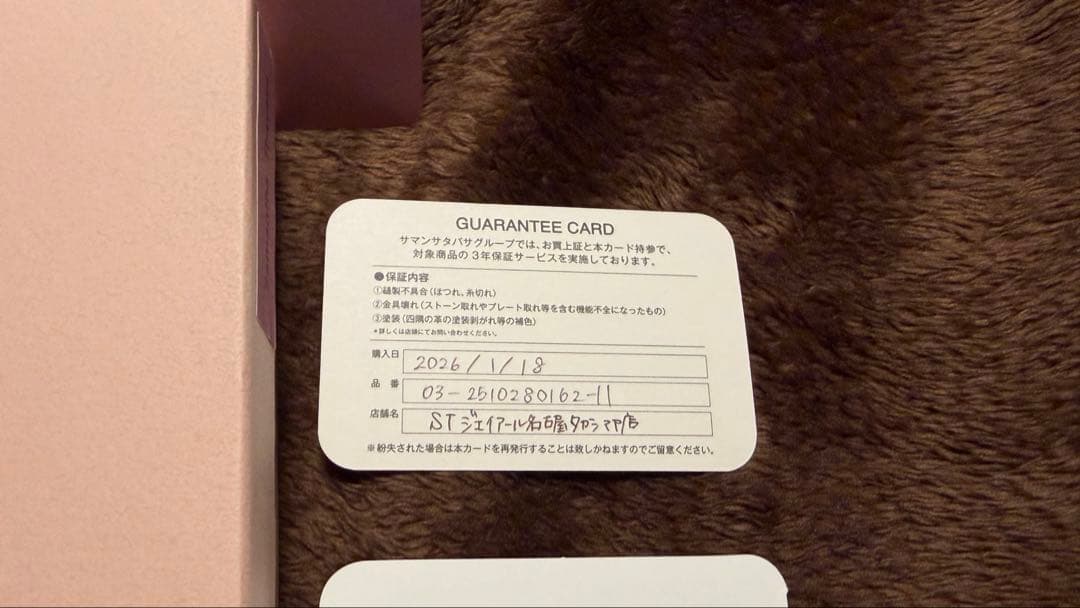 GUARANTEE CARD
サマンサタバサグループでは、お買上証と本カード持参で、
対象商品の3年保証サービスを実施しております。
●保証内容
①縫製不具合（ほつれ、糸切れ）
②金具壊れ（ストーン取れやプレート取れ等を含む機能不全になったもの）
③塗装（四隅の革の塗装剥がれ等の補色）
*詳しくは店舗にてお問い合わせください。
購入日 2026/1/18
品番 03-2510280162-11
店舗名 STジェイアール名古屋タカシマヤ店
※紛失された場合は本カードを再発行することは致しかねますのでご留意ください。